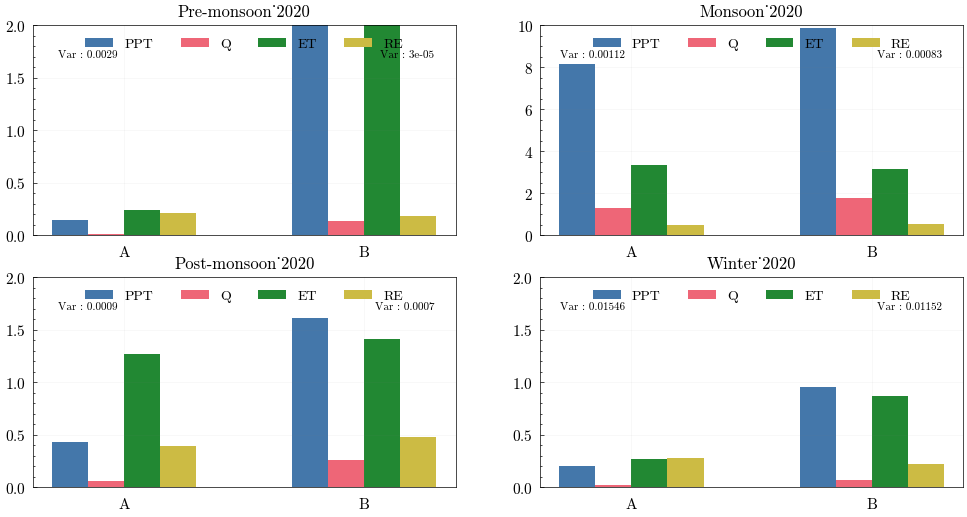 Pre-monsoon˙2020
2.0
1.5
1.0
0.5
0.0
PPT Q ET RE
Var : 0.0029 Var : 3e-05
A B
Monsoon˙2020
10
8
6
4
2
0
PPT Q ET RE
Var : 0.00112 Var : 0.00083
A B
Post-monsoon˙2020
2.0
1.5
1.0
0.5
0.0
PPT Q ET RE
Var : 0.0009 Var : 0.0007
A B
Winter˙2020
2.0
1.5
1.0
0.5
0.0
PPT Q ET RE
Var : 0.01546 Var : 0.01152
A B